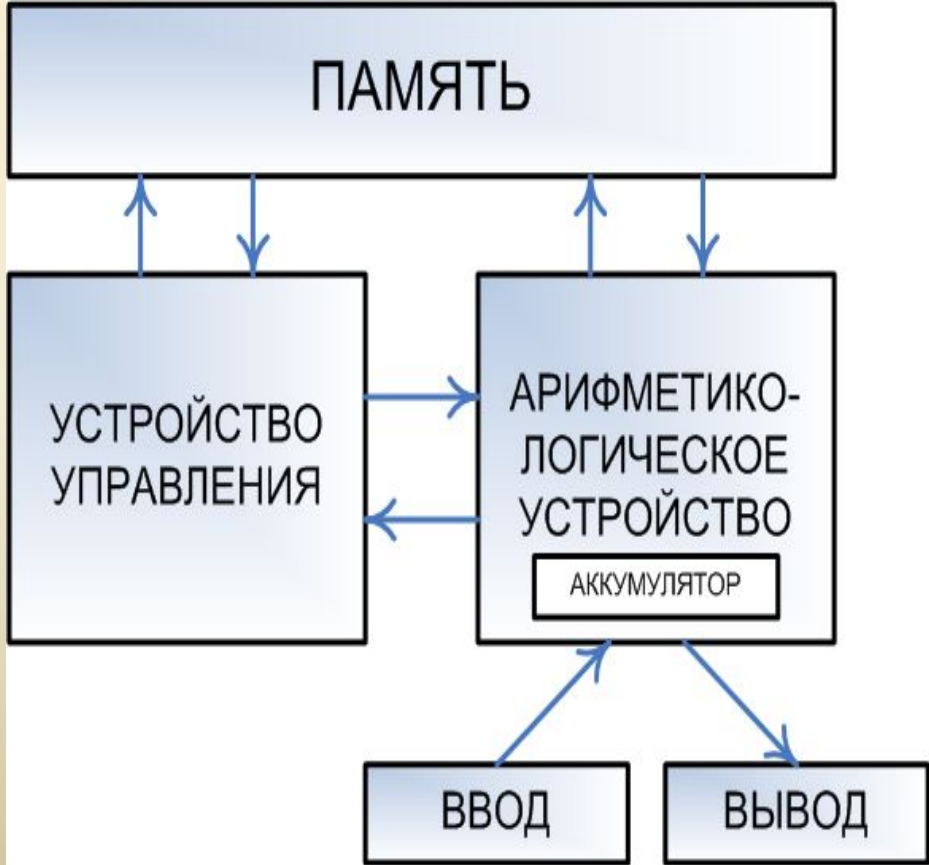 ПАМЯТЬ
УСТРОЙСТВО
УПРАВЛЕНИЯ
АРИФМЕТИКО-
ЛОГИЧЕСКОЕ
УСТРОЙСТВО
АККУМУЛЯТОР
ВВОД
ВЫВОД